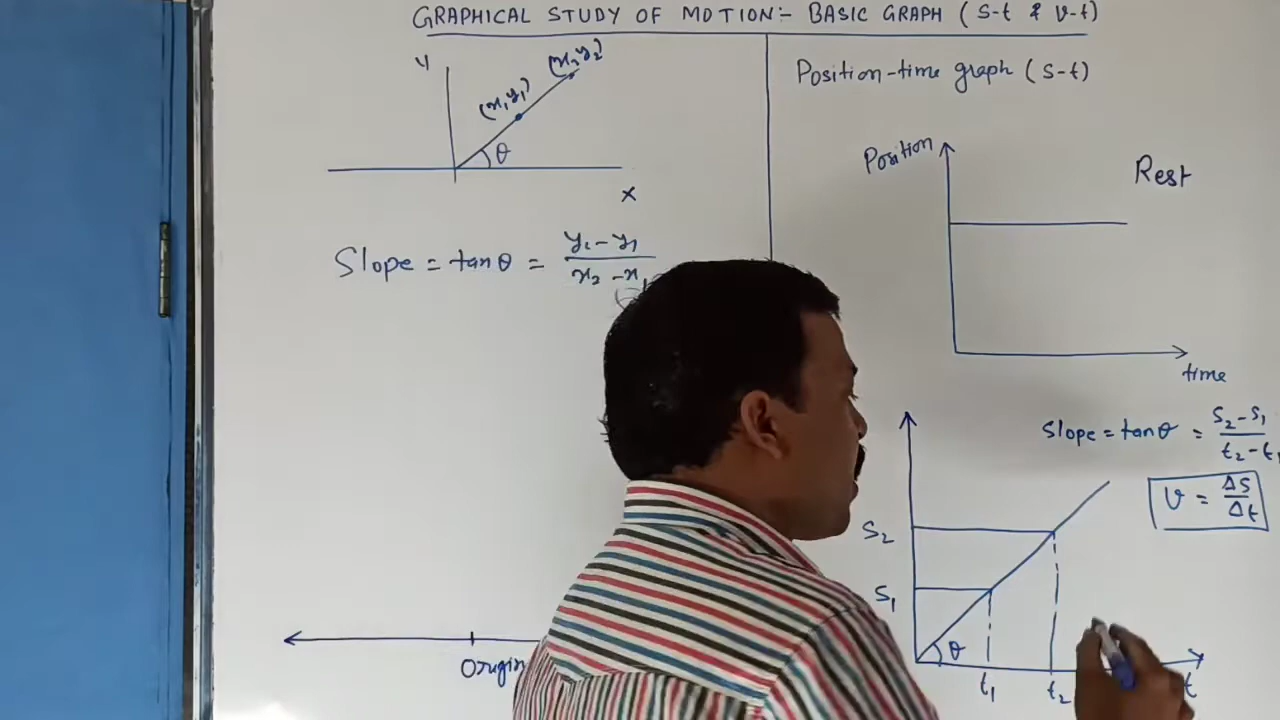 GRAPHICAL STUDY OF MOTION:- BASIC GRAPH (S-t & v-t)
y
(x1, y1)
(x2, y2)
θ
x
Slope = tanθ = y2 - y1 / x2 - x1
Origin
Position-time graph (s-t)
Position
Rest
time
Slope = tanθ = S2 - S1 / t2 - t1
v = Δs / Δt
S2
S1
θ
t1
t2
t